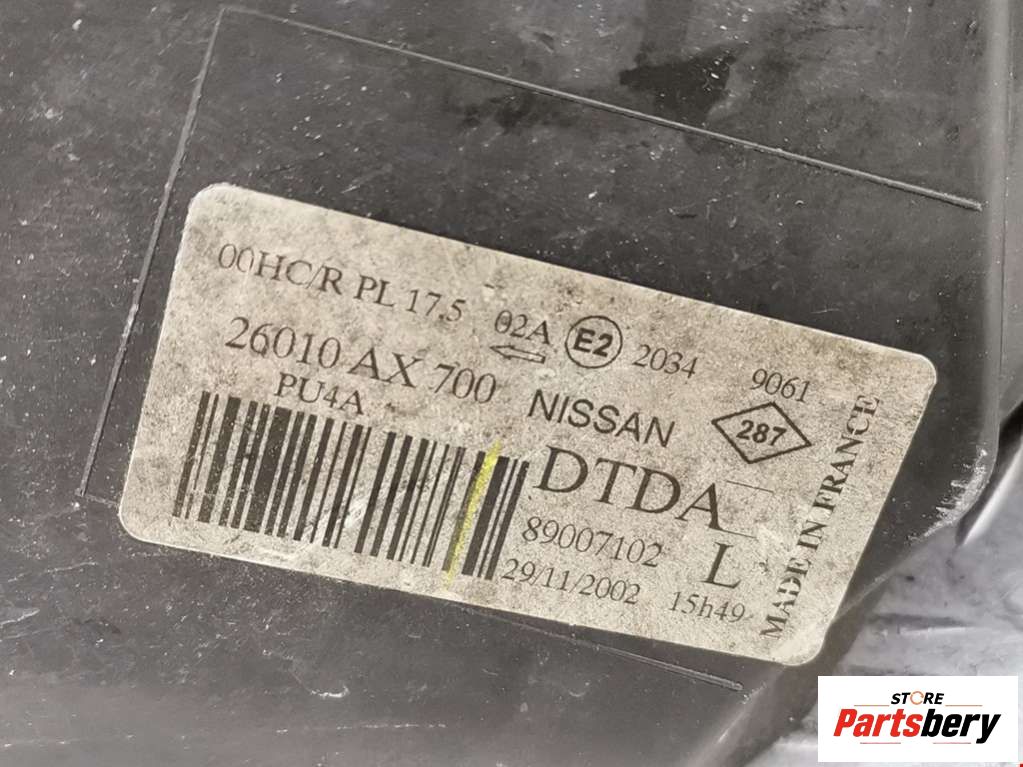 00HC/R PL 17.5 02A E2 2034 9061
26010 AX 700 NISSAN 287
PU4A
DTDA
89007102 L
29/11/2002 15h49
MADE IN FRANCE
STORE
Partsbery